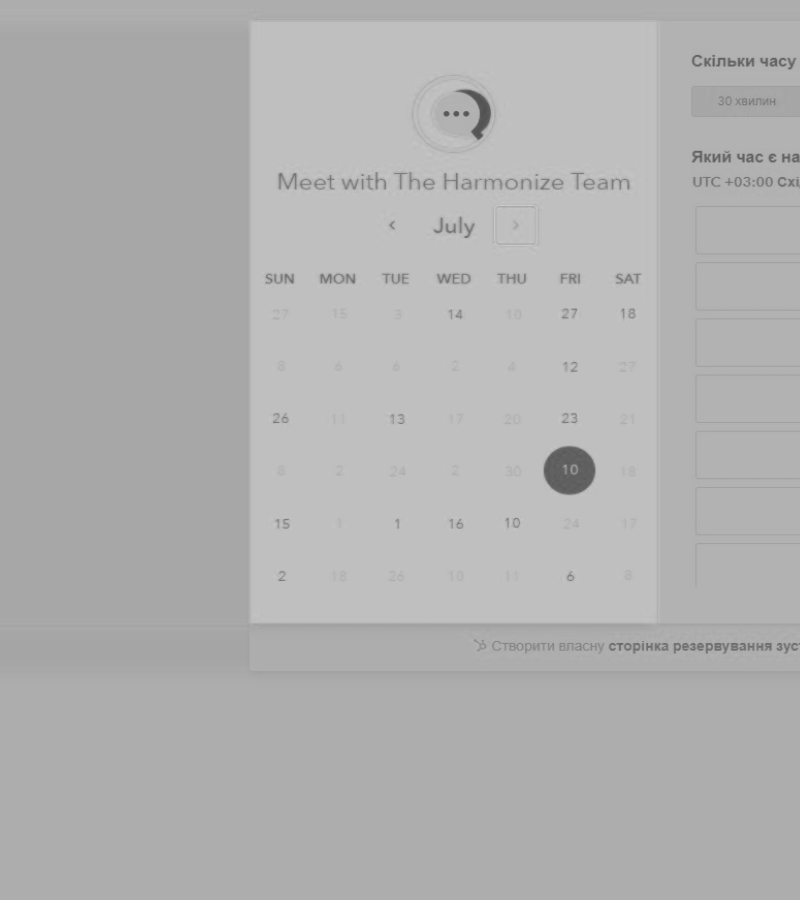 Meet with The Harmonize Team
July
SUN MON TUE WED THU FRI SAT
27 15 3 14 10 27 18
8 6 6 2 4 12 27
26 11 13 17 20 23 21
8 2 24 2 30 10 18
15 1 1 16 10 24 17
2 18 26 10 11 6 8
Скільки часу
30 хвилин
Який час є на
UTC +03:00 Схі
Створити власну сторінка резервування зус